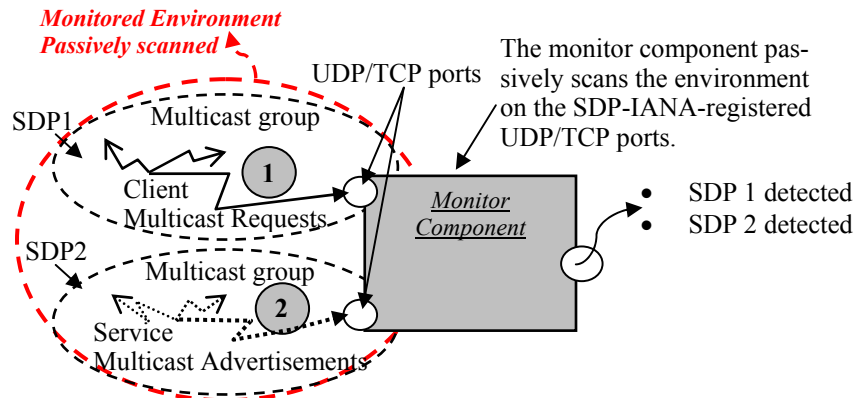 Monitored Environment
Passively scanned
UDP/TCP ports
The monitor component pas-
sively scans the environment
on the SDP-IANA-registered
UDP/TCP ports.
SDP1
Multicast group
1
Client
Multicast Requests
Monitor
Component
• SDP 1 detected
• SDP 2 detected
SDP2
Multicast group
2
Service
Multicast Advertisements